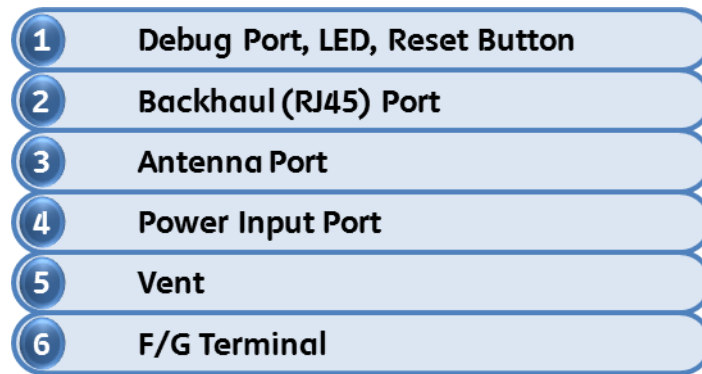 1 Debug Port, LED, Reset Button
2 Backhaul (RJ45) Port
3 Antenna Port
4 Power Input Port
5 Vent
6 F/G Terminal